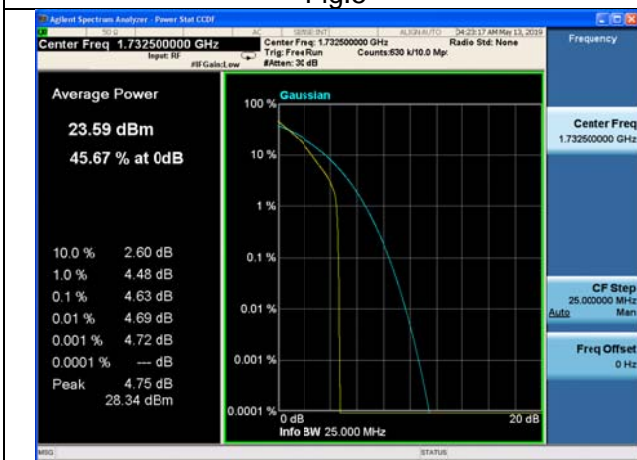 Agilent Spectrum Analyzer - Power Stat CCDF
50 Ω AC SENSE:INT ALIGN AUTO 04:23:17 AM May 13, 2019
Center Freq 1.732500000 GHz
Input: RF
#IFGain:Low
Center Freq: 1.732500000 GHz
Radio Std: None
Trig: Free Run
Counts:630 k/10.0 Mp
#Atten: 30 dB
Frequency
Average Power
23.59 dBm
45.67 % at 0dB
10.0 % 2.60 dB
1.0 % 4.48 dB
0.1 % 4.63 dB
0.01 % 4.69 dB
0.001 % 4.72 dB
0.0001 % --- dB
Peak 4.75 dB
28.34 dBm
Gaussian
100 %
10 %
1 %
0.1 %
0.01 %
0.001 %
0.0001 %
0 dB 20 dB
Info BW 25.000 MHz
Center Freq
1.732500000 GHz
CF Step
25.000000 MHz
Auto Man
Freq Offset
0 Hz
MSG STATUS